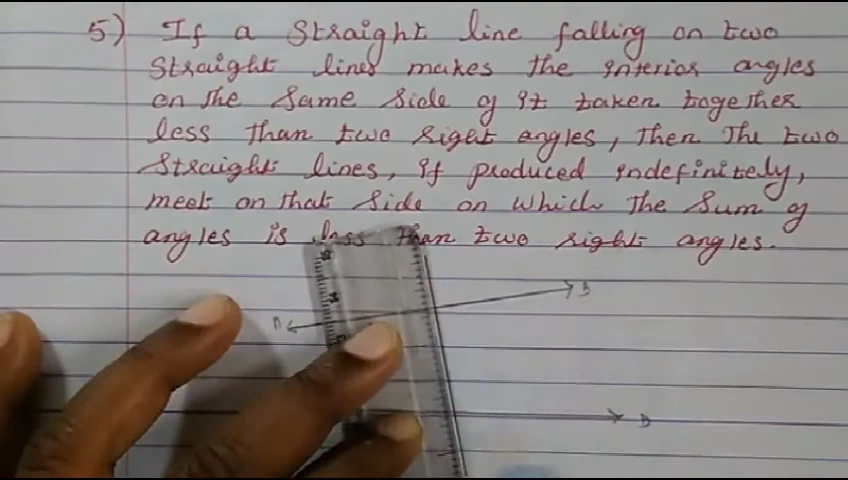 5) If a straight line falling on two
straight lines makes the interior angles
on the same side of it taken together
less than two right angles, then the two
straight lines, if produced indefinitely,
meet on that side on which the sum of
angles is less than two right angles.
A B
D